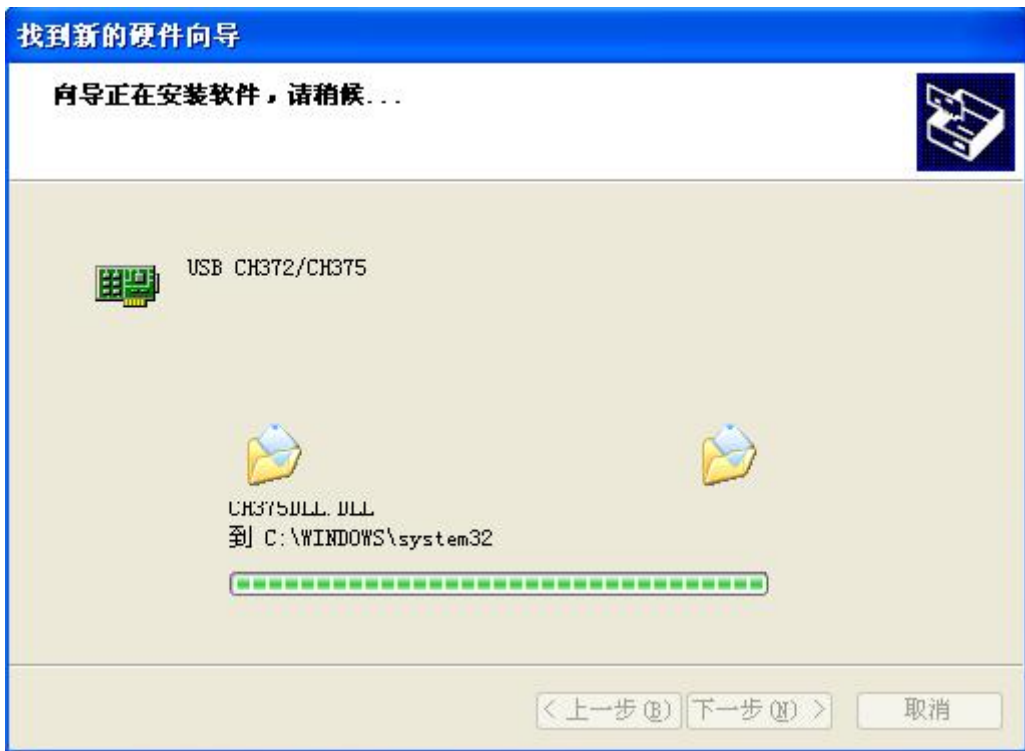 找到新的硬件向导
向导正在安装软件，请稍候...
USB CH372/CH375
CH375DLL.DLL
到 C:\WINDOWS\system32
< 上一步(B) 下一步(N) > 取消